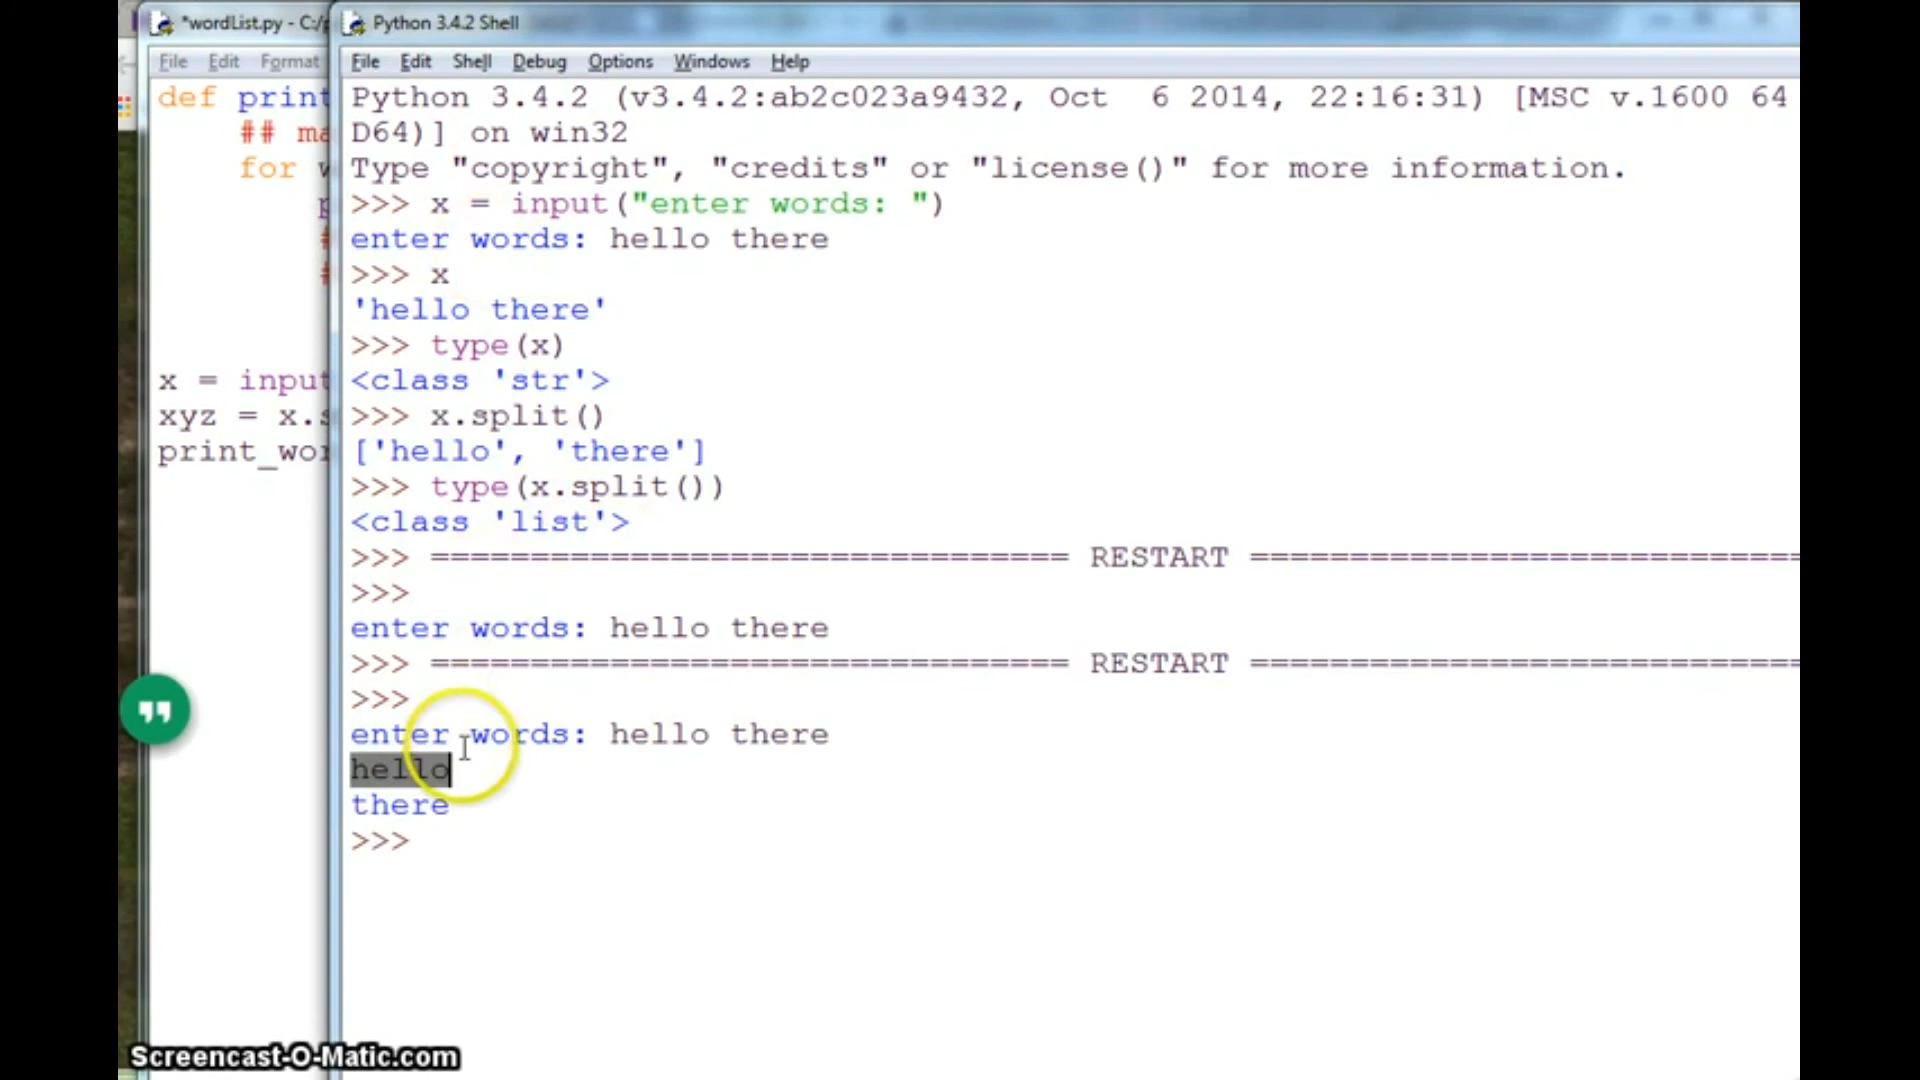 *wordList.py - C:/p
File Edit Format
def print
## ma
for w
x = input
xyz = x.s
print_wor
Python 3.4.2 Shell
File Edit Shell Debug Options Windows Help
Python 3.4.2 (v3.4.2:ab2c023a9432, Oct  6 2014, 22:16:31) [MSC v.1600 64
D64)] on win32
Type "copyright", "credits" or "license()" for more information.
>>> x = input("enter words: ")
enter words: hello there
>>> x
'hello there'
>>> type(x)
<class 'str'>
>>> x.split()
['hello', 'there']
>>> type(x.split())
<class 'list'>
>>> ================================ RESTART ============================
>>>
enter words: hello there
>>> ================================ RESTART ============================
>>>
enter words: hello there
hello
there
>>>
Screencast-O-Matic.com